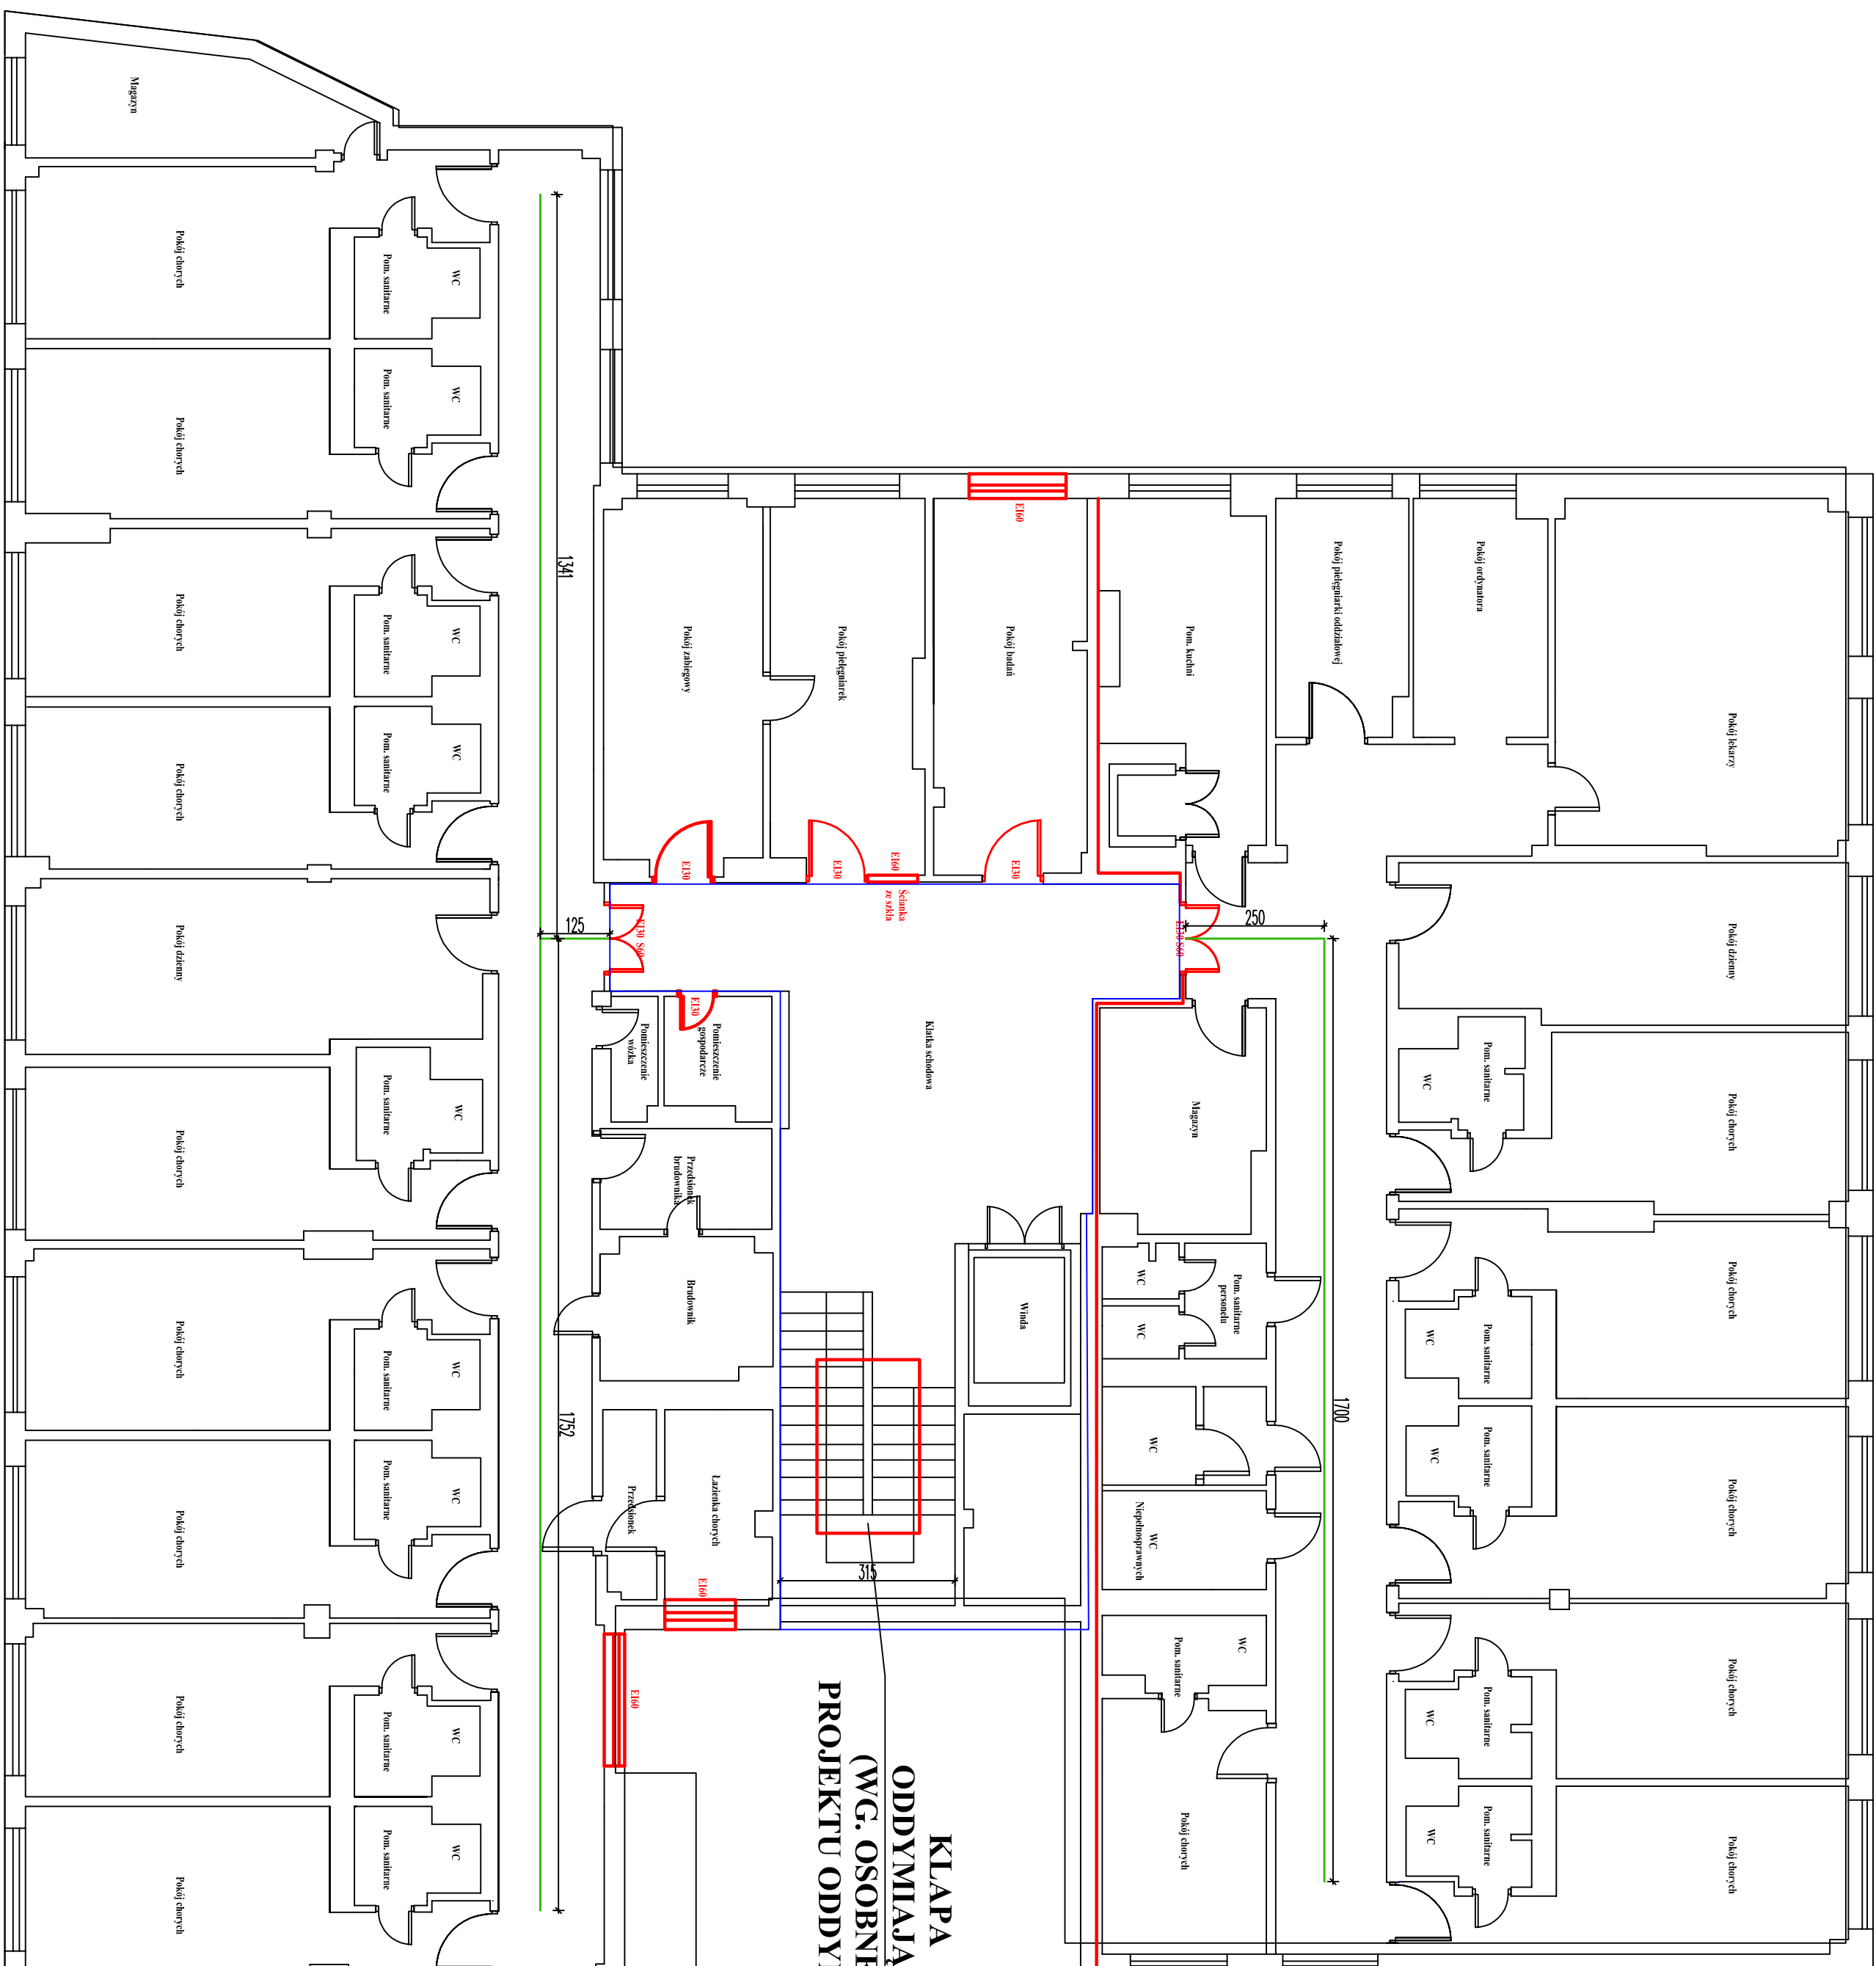 Magazyn
Pokój chorych
Pom. sanitarne
WC
Pokój chorych
Pom. sanitarne
WC
Pokój chorych
Pom. sanitarne
WC
Pokój chorych
Pom. sanitarne
WC
Pokój dzienny
Pokój chorych
Pom. sanitarne
WC
Pokój chorych
Pom. sanitarne
WC
Pokój chorych
Pom. sanitarne
WC
Pokój chorych
Pom. sanitarne
WC
Pokój chorych
Pom. sanitarne
WC
1341
125
1752
Pokój zabiegowy
EI30
Pokój pielęgniarek
EI30
EI60
Ścianka
ze szkła
Pokój badań
EI60
EI30
EI30 S60
EI30 S60
EI30
Pomieszczenie
wózka
Pomieszczenie
gospodarcze
Przedsionek
brudownika
Brudownik
Łazienka chorych
Przedsionek
EI60
EI60
Klatka schodowa
Winda
315
Pom. kuchni
Pokój pielęgniarki oddziałowej
Pokój ordynatora
Pokój lekarzy
250
1700
Magazyn
WC
WC
Pom. sanitarne
personelu
WC
WC
Niepełnosprawnych
WC
Pom. sanitarne
Pokój chorych
Pokój dzienny
Pokój chorych
Pom. sanitarne
WC
Pokój chorych
Pom. sanitarne
WC
Pokój chorych
Pom. sanitarne
WC
Pokój chorych
Pom. sanitarne
WC
Pokój chorych
Pom. sanitarne
WC
KLAPA
ODDYMIAJĄ
(WG. OSOBNE
PROJEKTU ODDY